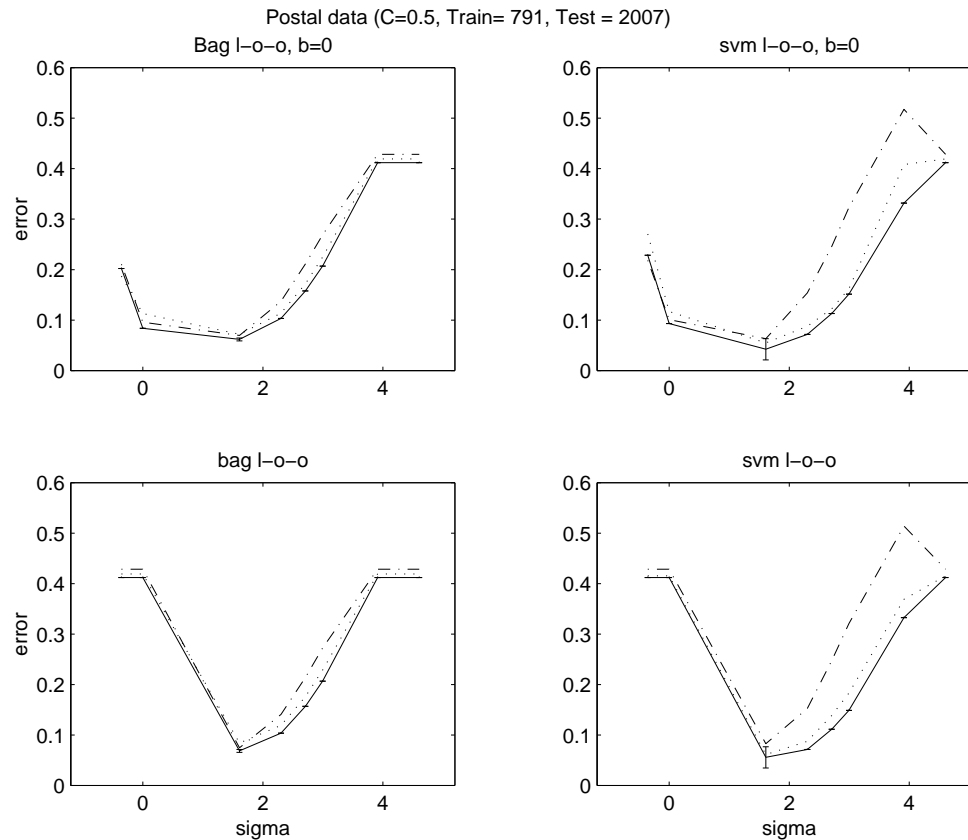 Postal data (C=0.5, Train= 791, Test = 2007)
Bag l−o−o, b=0
0.6
0.5
0.4
0.3
0.2
0.1
0
error
0 2 4
svm l−o−o, b=0
0.6
0.5
0.4
0.3
0.2
0.1
0
0 2 4
bag l−o−o
0.6
0.5
0.4
0.3
0.2
0.1
0
error
0 2 4
sigma
svm l−o−o
0.6
0.5
0.4
0.3
0.2
0.1
0
0 2 4
sigma